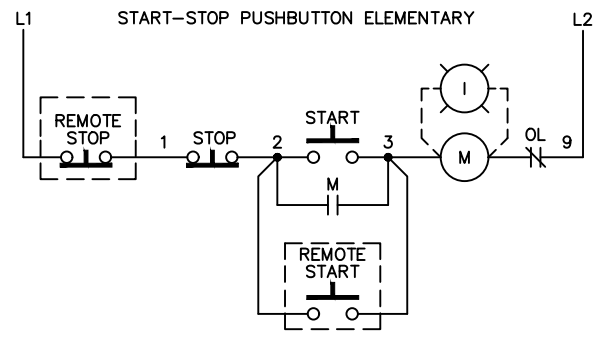 START-STOP PUSHBUTTON ELEMENTARY
L1
L2
REMOTE
STOP
1
STOP
2
START
3
I
M
OL
9
M
REMOTE
START